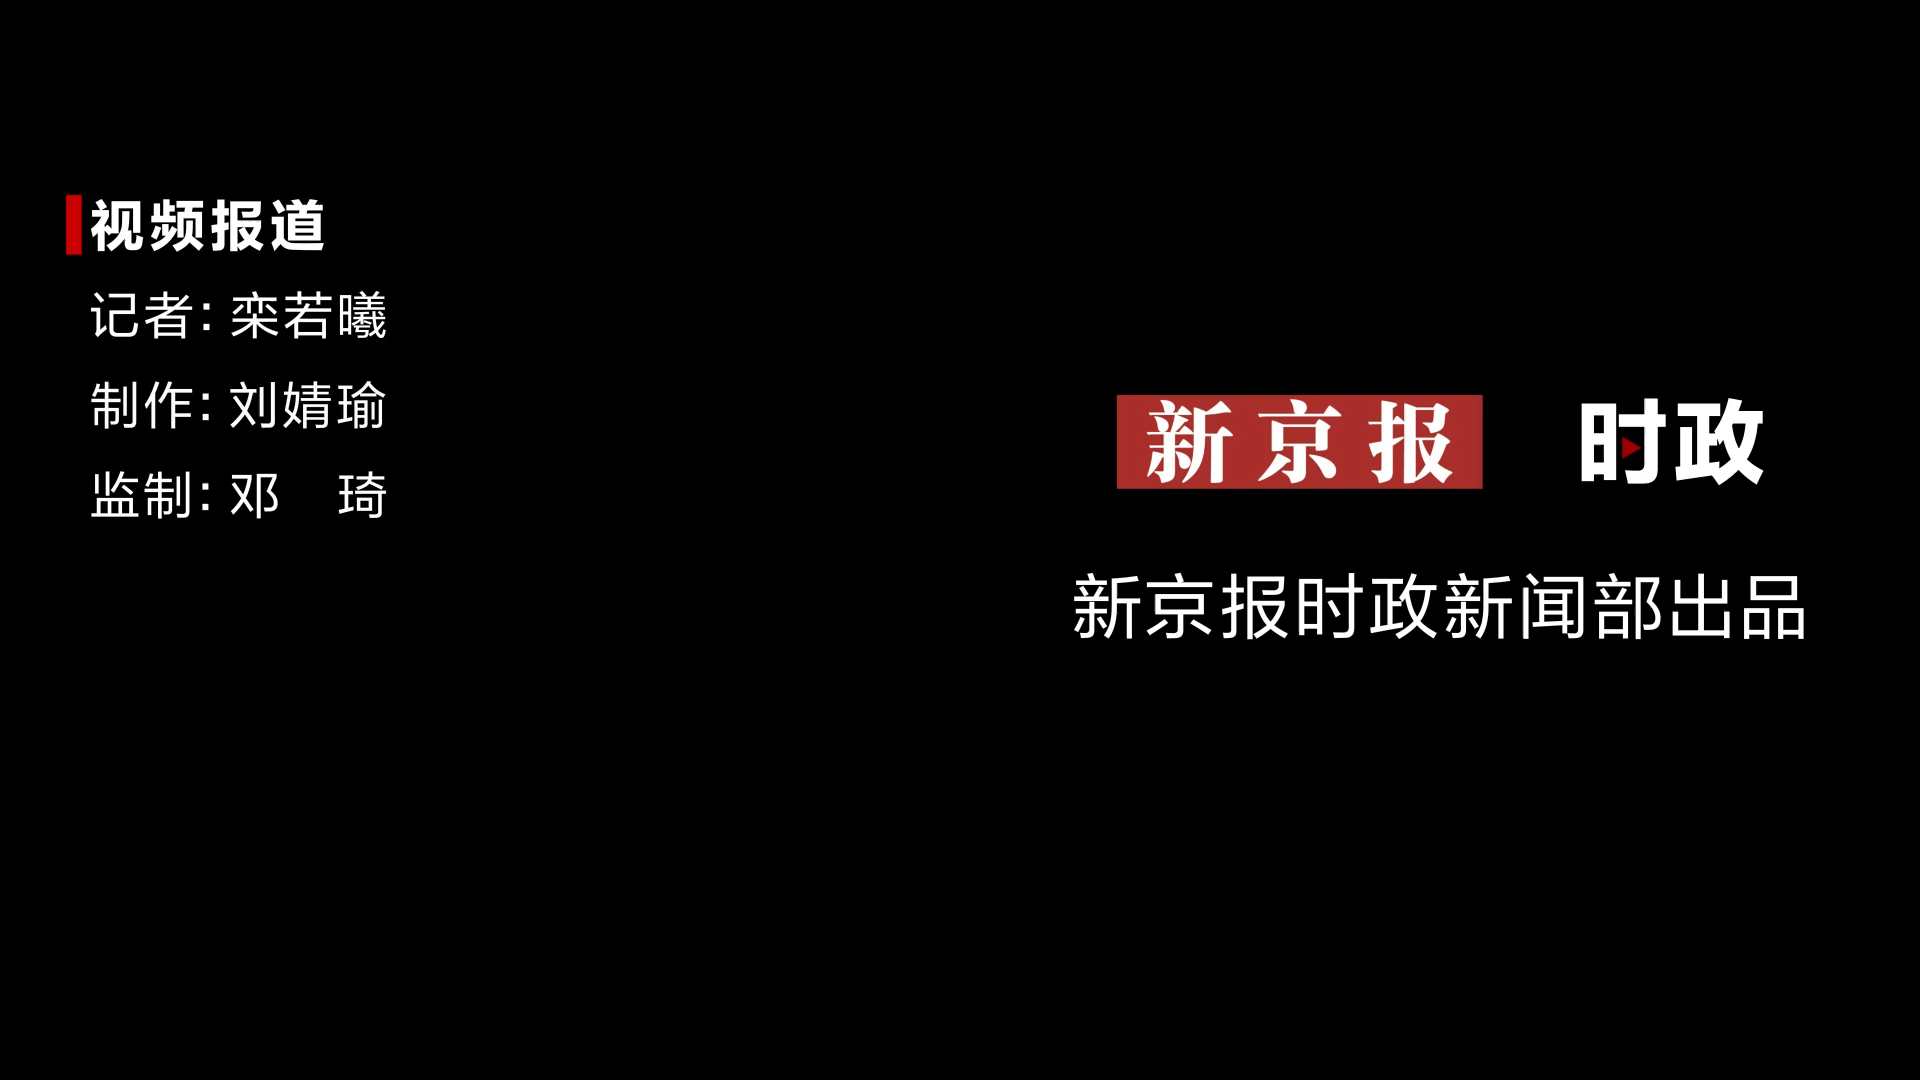 视频报道
记者：栾若曦
制作：刘婧瑜
监制：邓　琦
新京报 时政
新京报时政新闻部出品